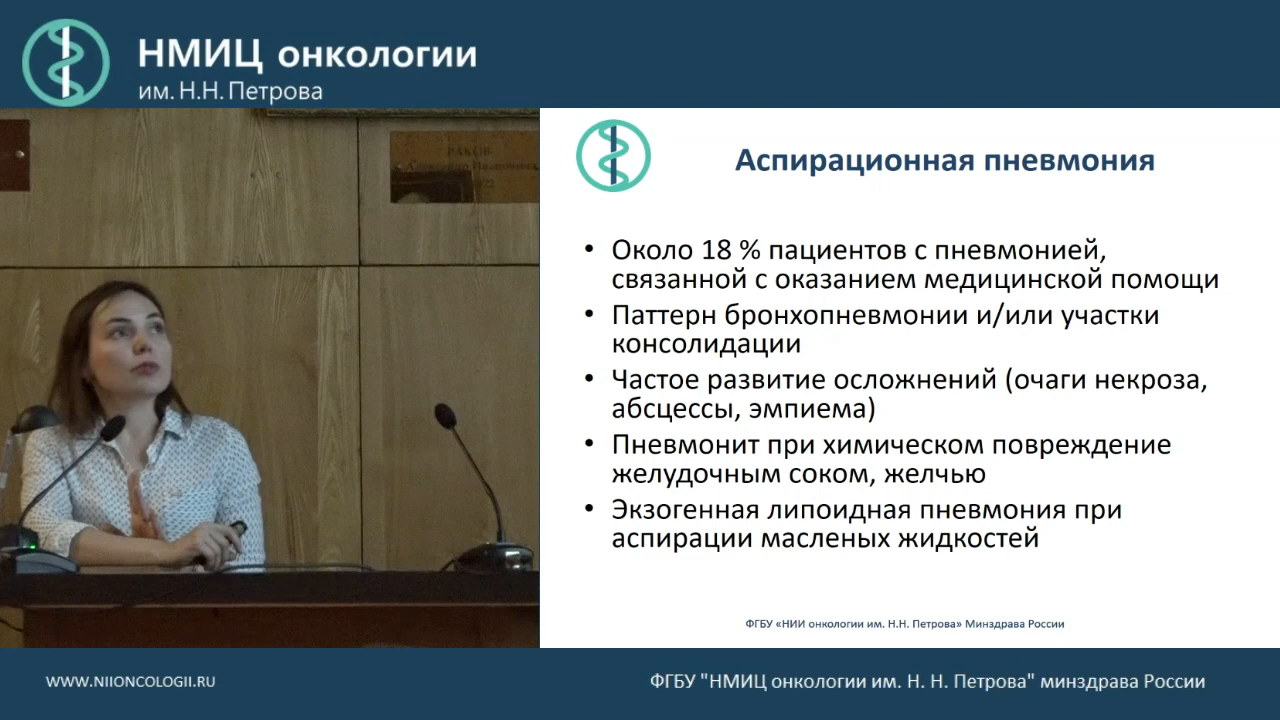 НМИЦ онкологии
им. Н.Н. Петрова
РАКОВ
Аспирационная пневмония
• Около 18 % пациентов с пневмонией,
связанной с оказанием медицинской помощи
• Паттерн бронхопневмонии и/или участки
консолидации
• Частое развитие осложнений (очаги некроза,
абсцессы, эмпиема)
• Пневмонит при химическом повреждение
желудочным соком, желчью
• Экзогенная липоидная пневмония при
аспирации масленых жидкостей
ФГБУ «НИИ онкологии им. Н.Н. Петрова» Минздрава России
WWW.NIIONCOLOGII.RU
ФГБУ "НМИЦ онкологии им. Н. Н. Петрова" минздрава России